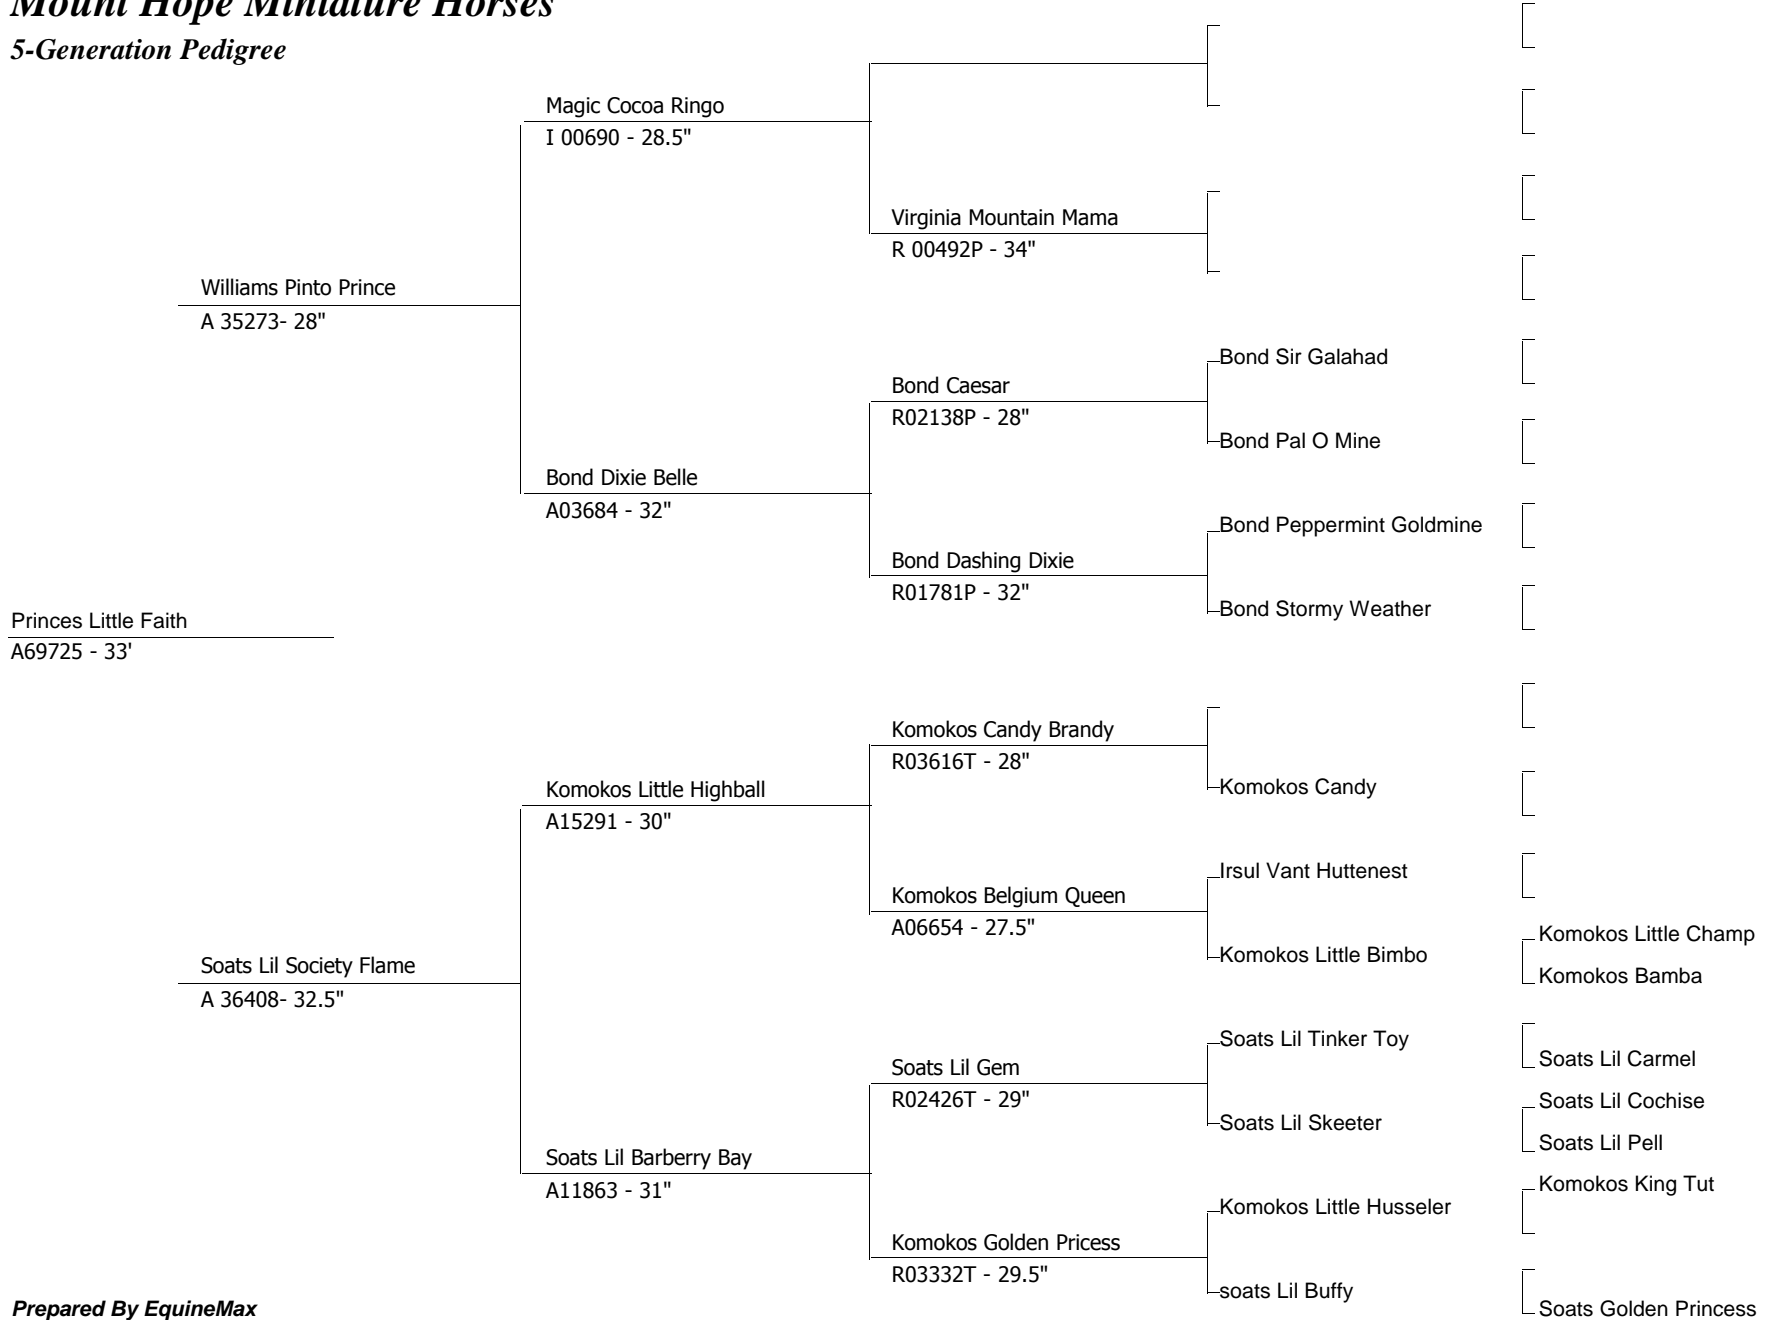 Mount Hope Miniature Horses
5-Generation Pedigree
Magic Cocoa Ringo
I 00690 - 28.5"
Virginia Mountain Mama
R 00492P - 34"
Williams Pinto Prince
A 35273- 28"
Bond Sir Galahad
Bond Caesar
R02138P - 28"
Bond Pal O Mine
Bond Dixie Belle
A03684 - 32"
Bond Peppermint Goldmine
Bond Dashing Dixie
R01781P - 32"
Bond Stormy Weather
Princes Little Faith
A69725 - 33'
Komokos Candy Brandy
R03616T - 28"
Komokos Candy
Komokos Little Highball
A15291 - 30"
Irsul Vant Huttenest
Komokos Belgium Queen
A06654 - 27.5"
Komokos Little Champ
Komokos Little Bimbo
Komokos Bamba
Soats Lil Society Flame
A 36408- 32.5"
Soats Lil Tinker Toy
Soats Lil Carmel
Soats Lil Gem
R02426T - 29"
Soats Lil Cochise
Soats Lil Skeeter
Soats Lil Pell
Soats Lil Barberry Bay
A11863 - 31"
Komokos King Tut
Komokos Little Husseler
Komokos Golden Pricess
R03332T - 29.5"
soats Lil Buffy
Soats Golden Princess
Prepared By EquineMax